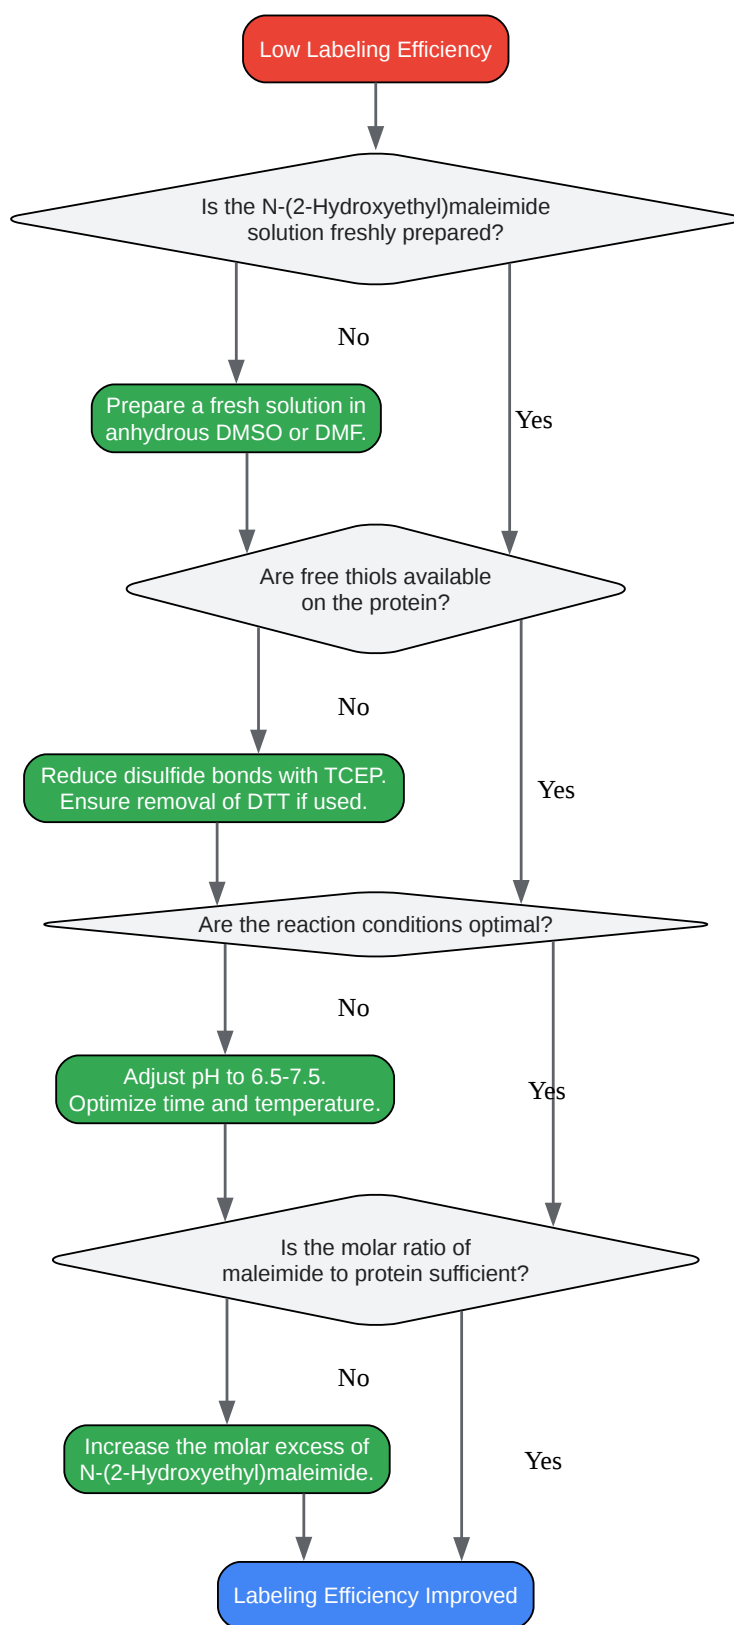 Low Labeling Efficiency
Is the N-(2-Hydroxyethyl)maleimide
solution freshly prepared?
No
Prepare a fresh solution in
anhydrous DMSO or DMF.
Yes
Are free thiols available
on the protein?
No
Reduce disulfide bonds with TCEP.
Ensure removal of DTT if used.
Yes
Are the reaction conditions optimal?
No
Adjust pH to 6.5-7.5.
Optimize time and temperature.
Yes
Is the molar ratio of
maleimide to protein sufficient?
No
Increase the molar excess of
N-(2-Hydroxyethyl)maleimide.
Yes
Labeling Efficiency Improved